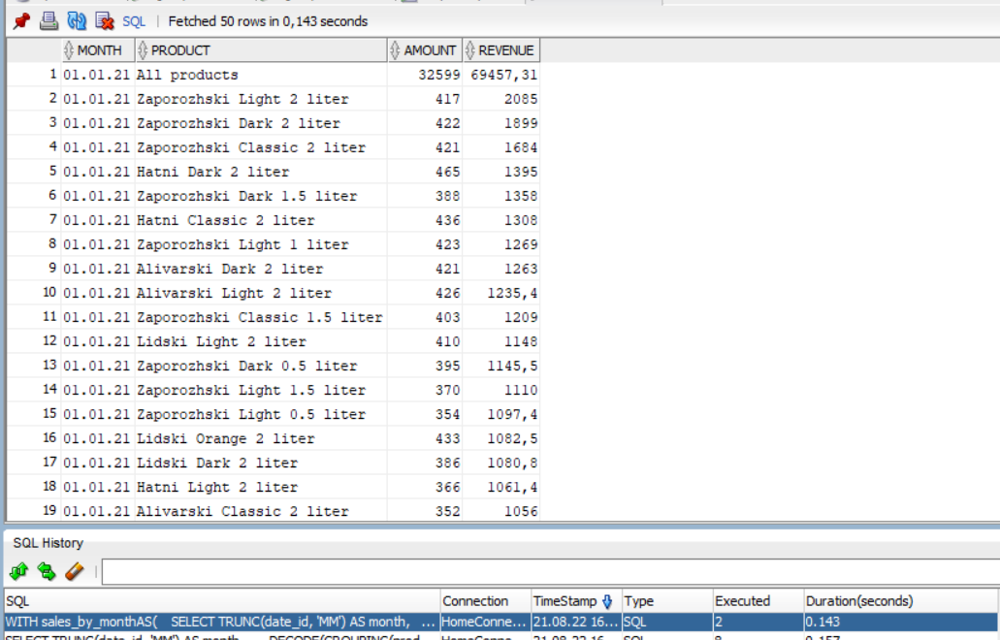 SQL | Fetched 50 rows in 0,143 seconds
MONTH PRODUCT AMOUNT REVENUE
1 01.01.21 All products 32599 69457,31
2 01.01.21 Zaporozhski Light 2 liter 417 2085
3 01.01.21 Zaporozhski Dark 2 liter 422 1899
4 01.01.21 Zaporozhski Classic 2 liter 421 1684
5 01.01.21 Hatni Dark 2 liter 465 1395
6 01.01.21 Zaporozhski Dark 1.5 liter 388 1358
7 01.01.21 Hatni Classic 2 liter 436 1308
8 01.01.21 Zaporozhski Light 1 liter 423 1269
9 01.01.21 Alivarski Dark 2 liter 421 1263
10 01.01.21 Alivarski Light 2 liter 426 1235,4
11 01.01.21 Zaporozhski Classic 1.5 liter 403 1209
12 01.01.21 Lidski Light 2 liter 410 1148
13 01.01.21 Zaporozhski Dark 0.5 liter 395 1145,5
14 01.01.21 Zaporozhski Light 1.5 liter 370 1110
15 01.01.21 Zaporozhski Light 0.5 liter 354 1097,4
16 01.01.21 Lidski Orange 2 liter 433 1082,5
17 01.01.21 Lidski Dark 2 liter 386 1080,8
18 01.01.21 Hatni Light 2 liter 366 1061,4
19 01.01.21 Alivarski Classic 2 liter 352 1056
SQL History
SQL Connection TimeStamp Type Executed Duration(seconds)
WITH sales_by_monthAS( SELECT TRUNC(date_id, 'MM') AS month, ... HomeConne... 21.08.22 16... SQL 2 0.143
SELECT TRUNC(date_id, 'MM') AS month, DECODE(GROUPING(prod... HomeConne... 21.08.22 16... SQL 8 0.157